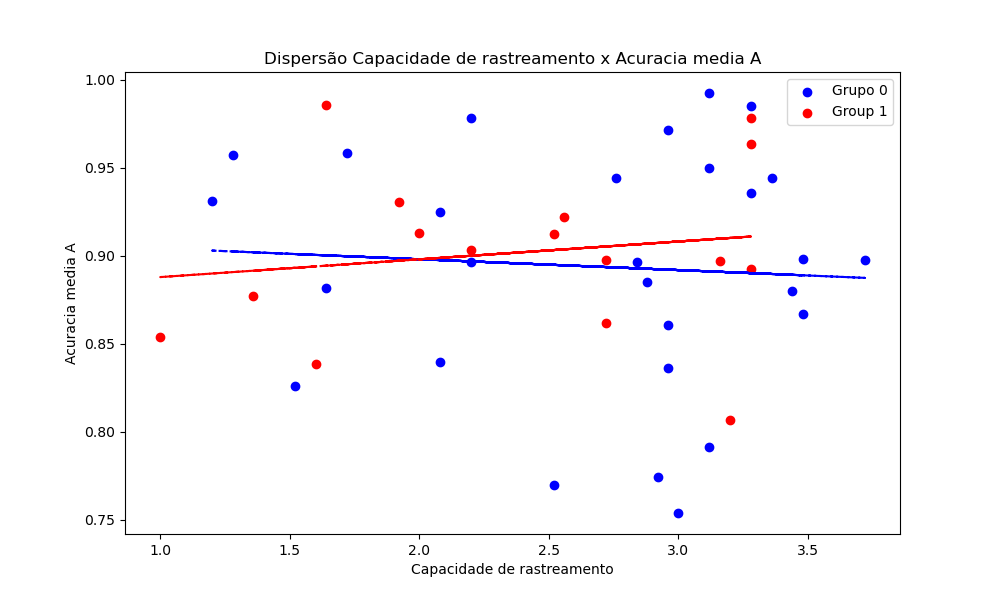 Dispersão Capacidade de rastreamento x Acuracia media A
Grupo 0
Group 1
1.00
0.95
0.90
0.85
0.80
0.75
Acuracia media A
1.0 1.5 2.0 2.5 3.0 3.5
Capacidade de rastreamento